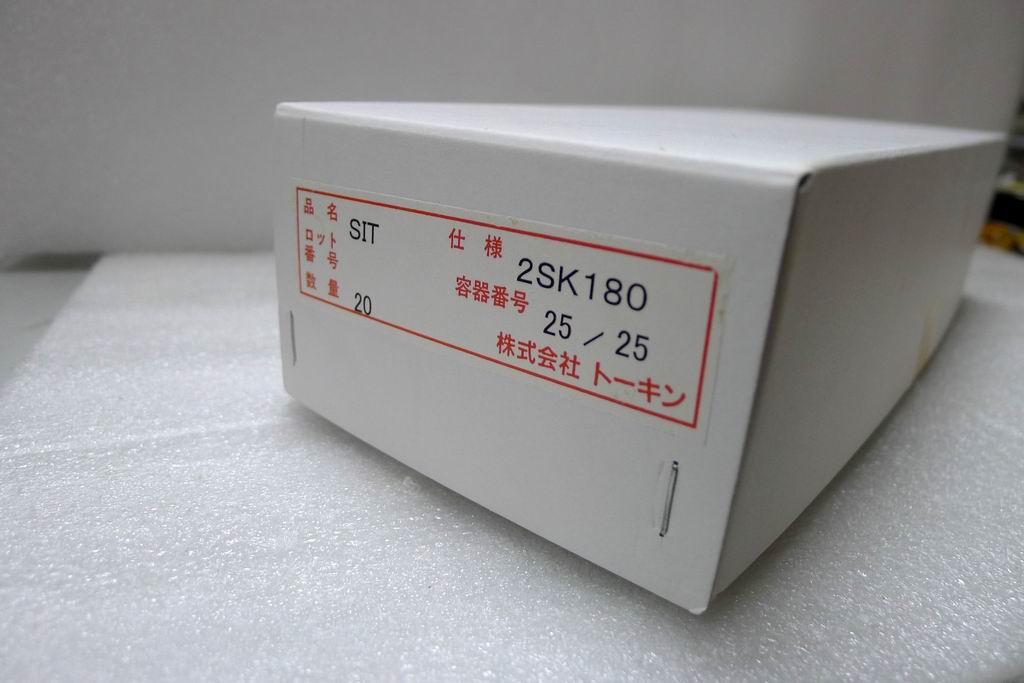 品名 SIT 仕様 2SK180
ロット番号 容器番号 25 / 25
数量 20 株式会社 トーキン